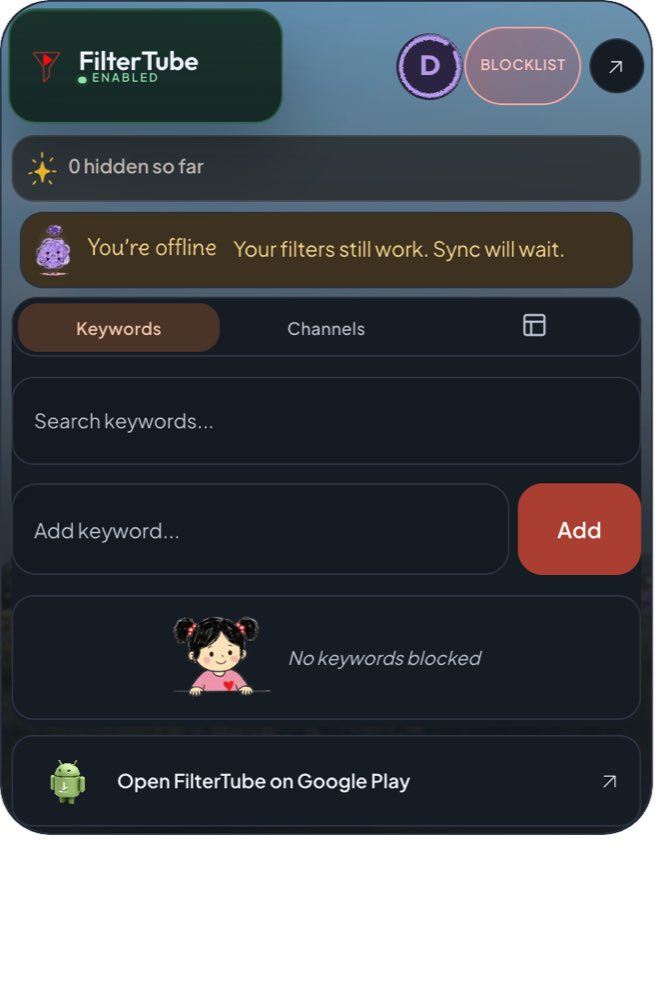 FilterTube
ENABLED
D
BLOCKLIST
0 hidden so far
You're offline Your filters still work. Sync will wait.
Keywords Channels
Search keywords...
Add keyword... Add
No keywords blocked
Open FilterTube on Google Play